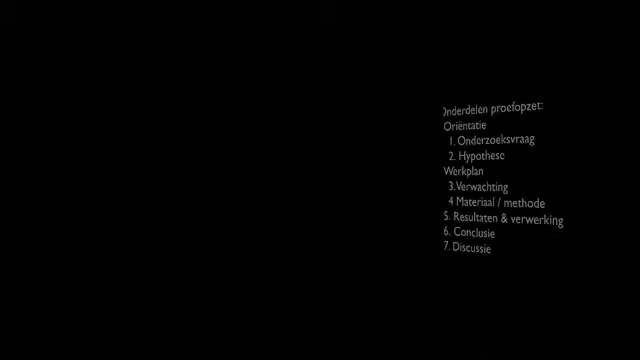 Onderdelen proefopzet:
Oriëntatie
1. Onderzoeksvraag
2. Hypothese
Werkplan
3.Verwachting
4 Materiaal / methode
5. Resultaten & verwerking
6. Conclusie
7. Discussie